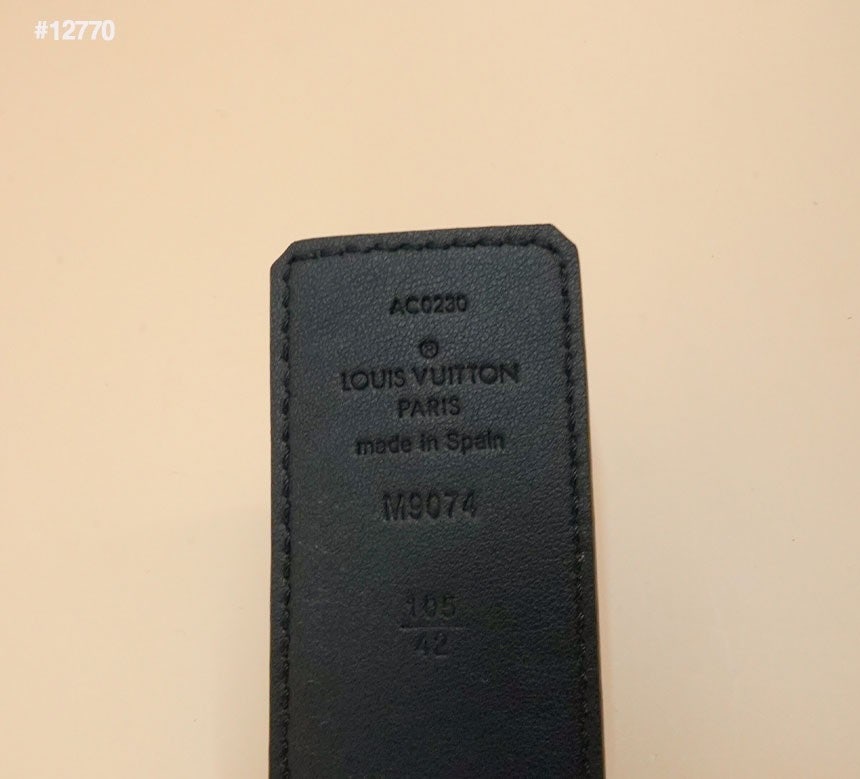 #12770
AC0230
®
LOUIS VUITTON
PARIS
made in Spain
M9074
105
42